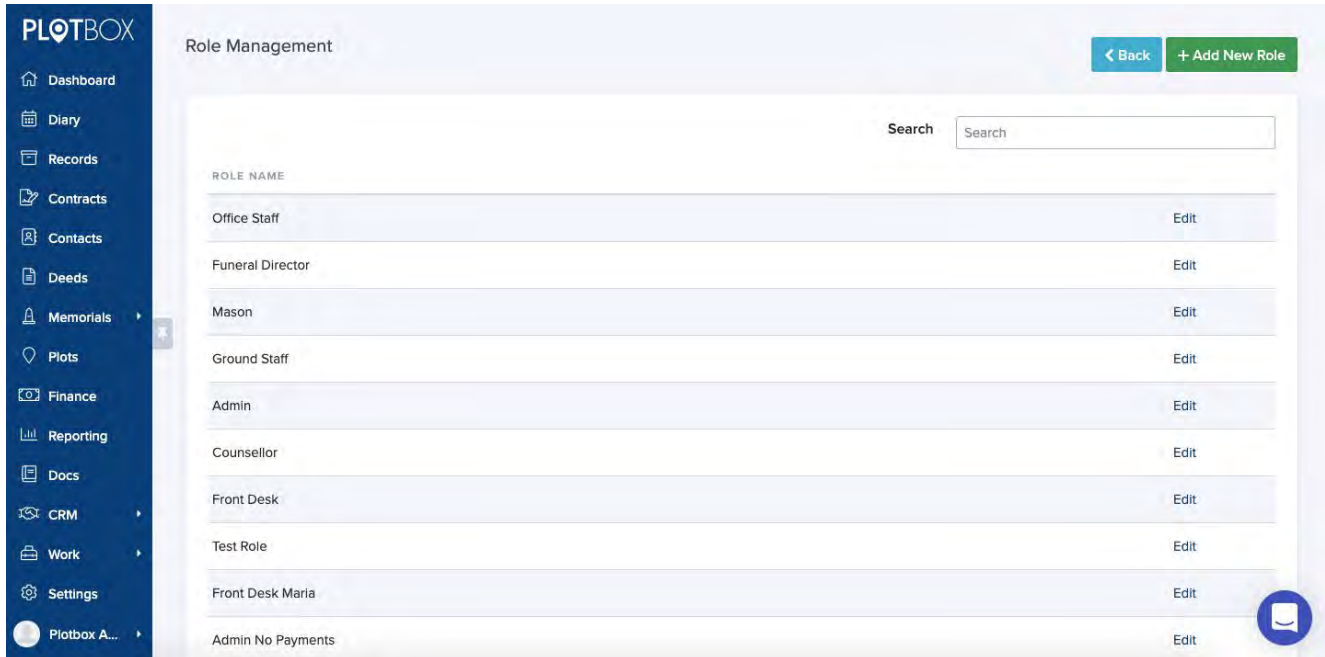 PLOTBOX
Dashboard
Diary
Records
Contracts
Contacts
Deeds
Memorials
Plots
Finance
Reporting
Docs
CRM
Work
Settings
Plotbox A...
Role Management
Back
+ Add New Role
Search
Search
ROLE NAME
Office Staff Edit
Funeral Director Edit
Mason Edit
Ground Staff Edit
Admin Edit
Counsellor Edit
Front Desk Edit
Test Role Edit
Front Desk Maria Edit
Admin No Payments Edit